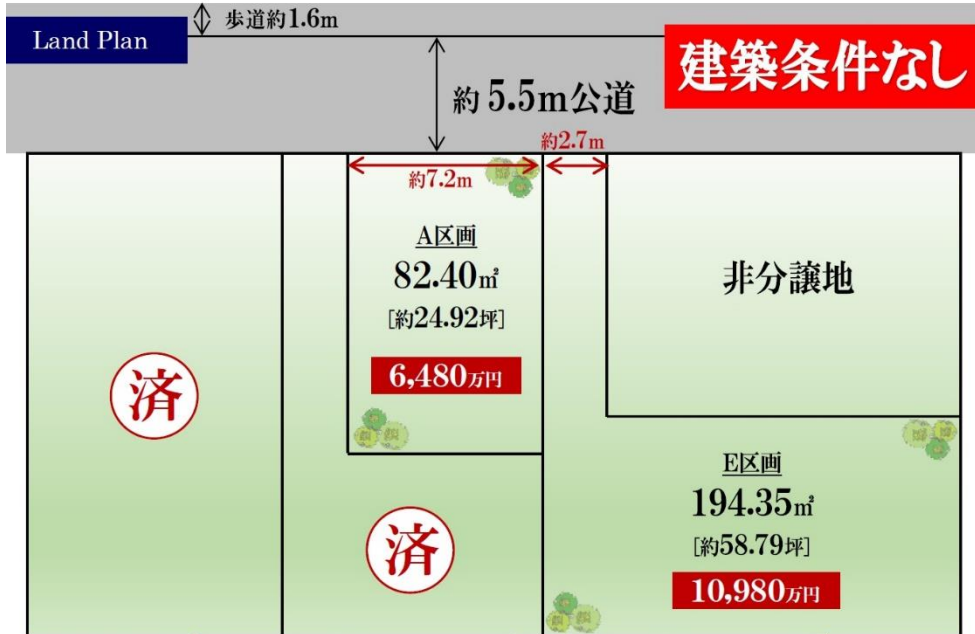 歩道約1.6m
Land Plan
建築条件なし
約5.5m公道
約2.7m
約7.2m
A区画
82.40㎡
[約24.92坪]
6,480万円
非分譲地
済
済
E区画
194.35㎡
[約58.79坪]
10,980万円